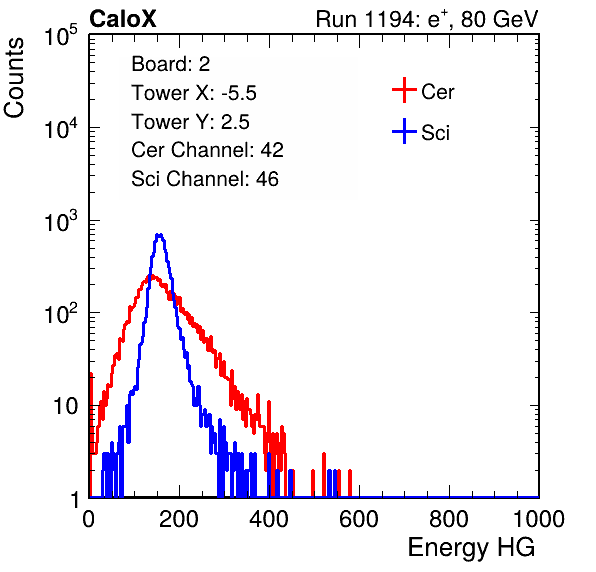 CaloX Run 1194: e⁺, 80 GeV
Counts
10⁵
10⁴
10³
10²
10
1
Board: 2
Tower X: -5.5
Tower Y: 2.5
Cer Channel: 42
Sci Channel: 46
Cer
Sci
0 200 400 600 800 1000
Energy HG